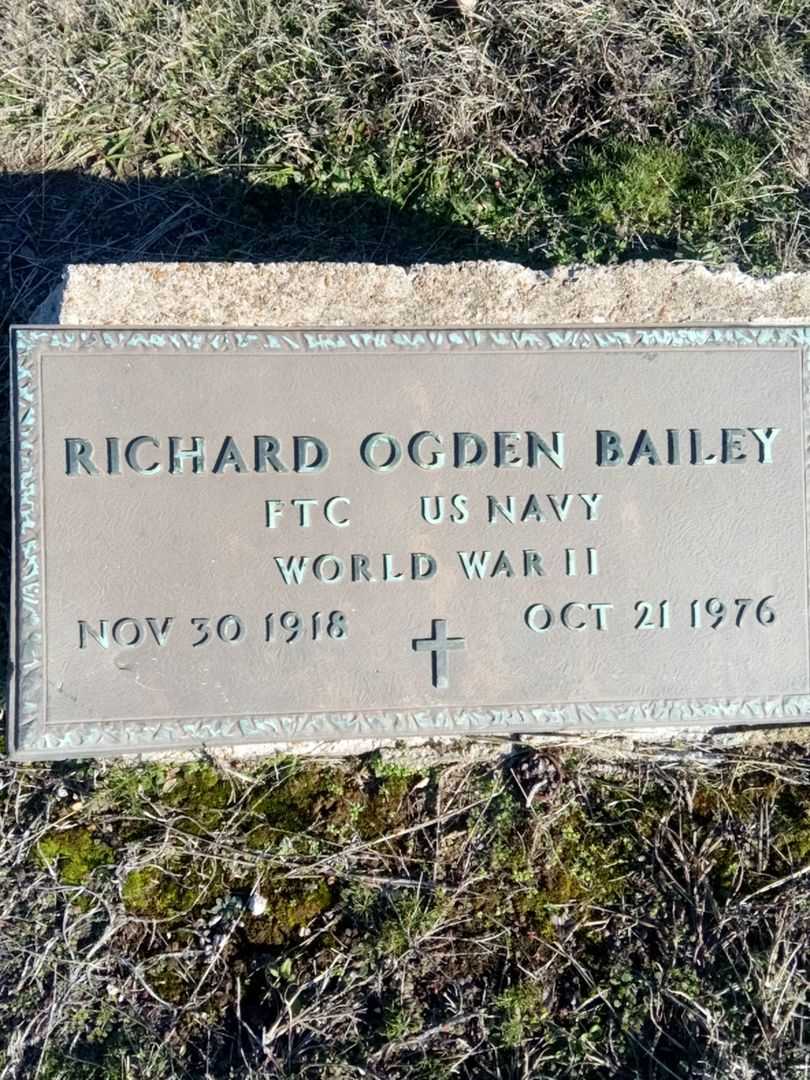 RICHARD OGDEN BAILEY
FTC US NAVY
WORLD WAR II
NOV 30 1918 OCT 21 1976